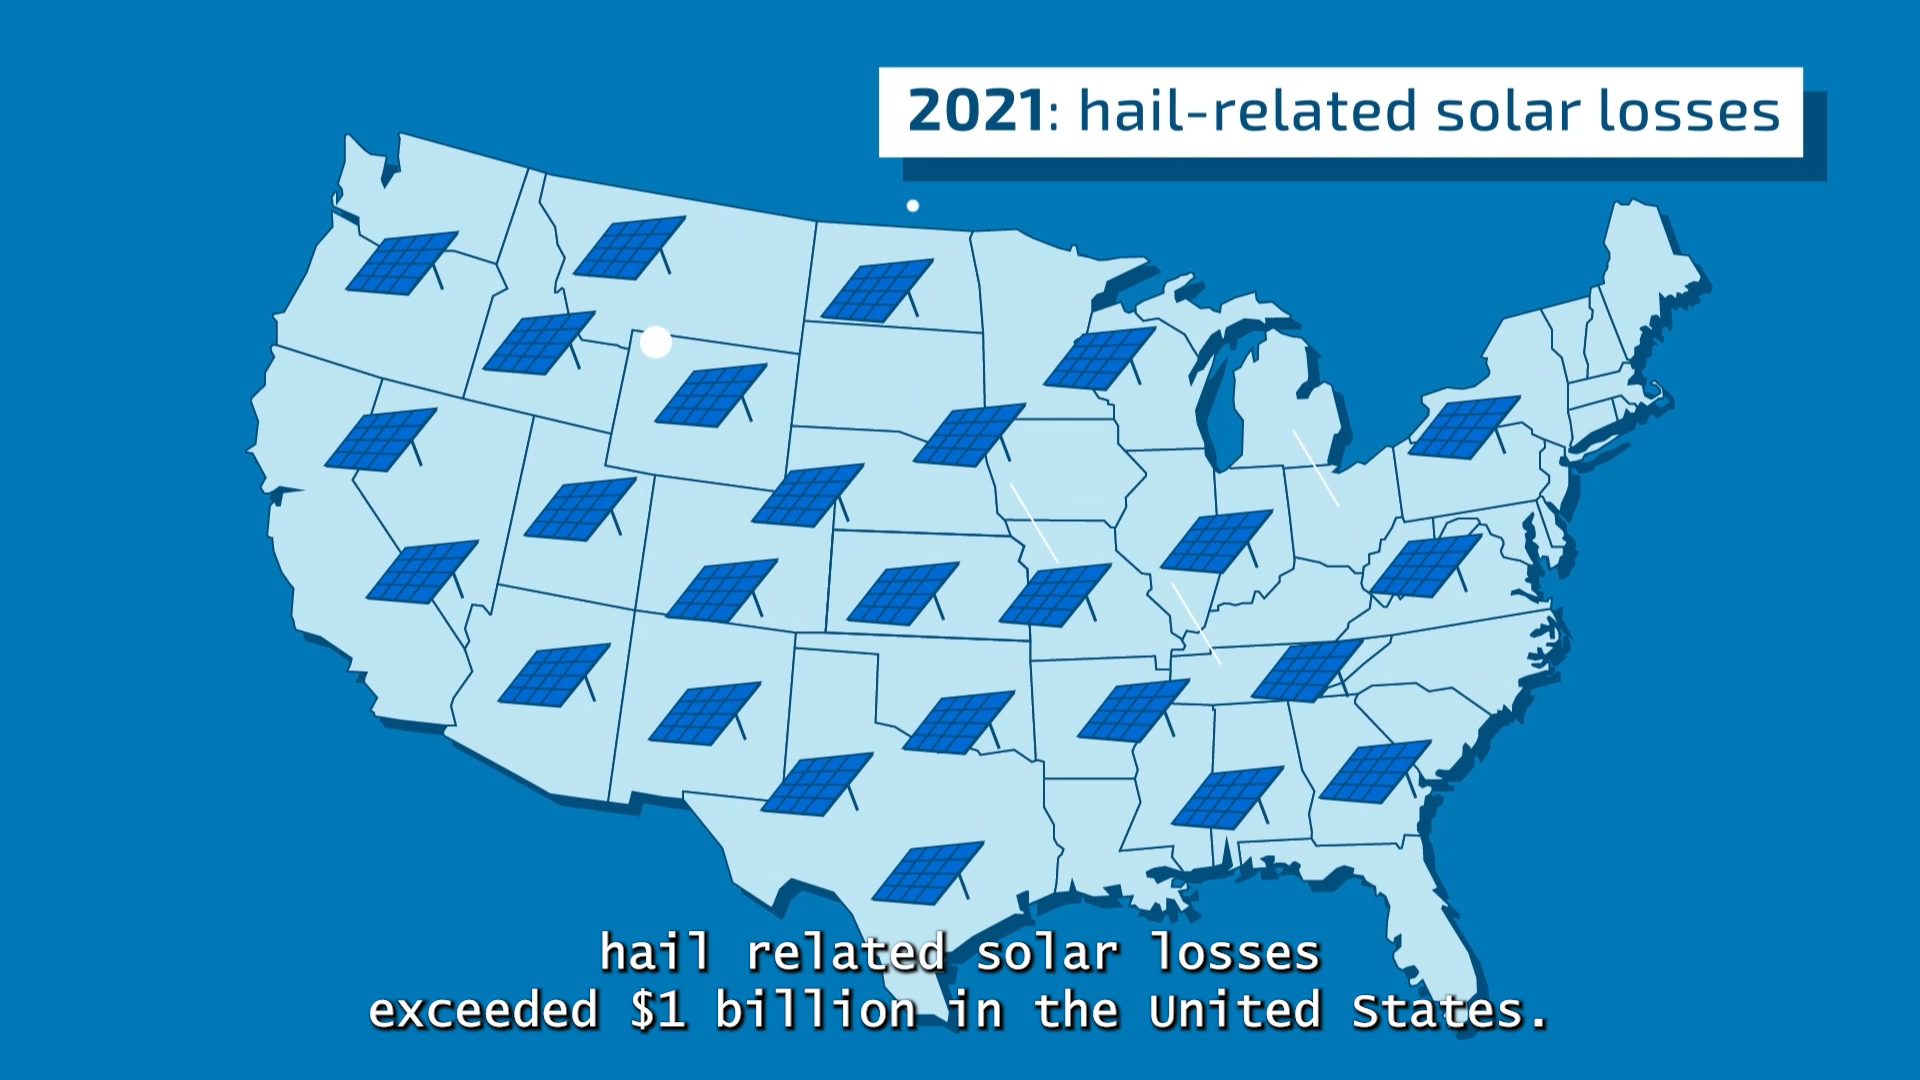 2021: hail-related solar losses
hail related solar losses
exceeded $1 billion in the United States.